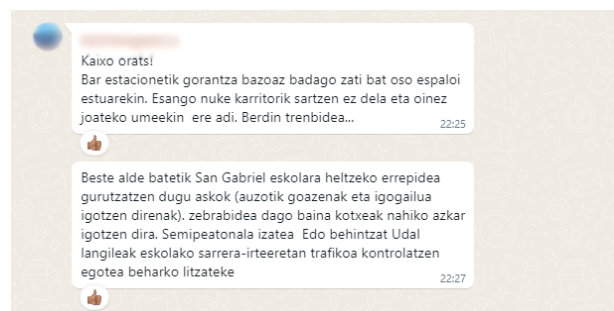 Kaixo orats!
Bar estacionetik gorantza bazoaz badago zati bat oso espaloi
estuarekin. Esango nuke karritorik sartzen ez dela eta oinez
joateko umeekin ere adi. Berdin trenbidea...
22:25
Beste alde batetik San Gabriel eskolara heltzeko errepidea
gurutzatzen dugu askok (auzotik goazenak eta igogailua
igotzen direnak). zebrabidea dago baina kotxeak nahiko azkar
igotzen dira. Semipeatonala izatea Edo behintzat Udal
langileak eskolako sarrera-irteeretan trafikoa kontrolatzen
egotea beharko litzateke
22:27